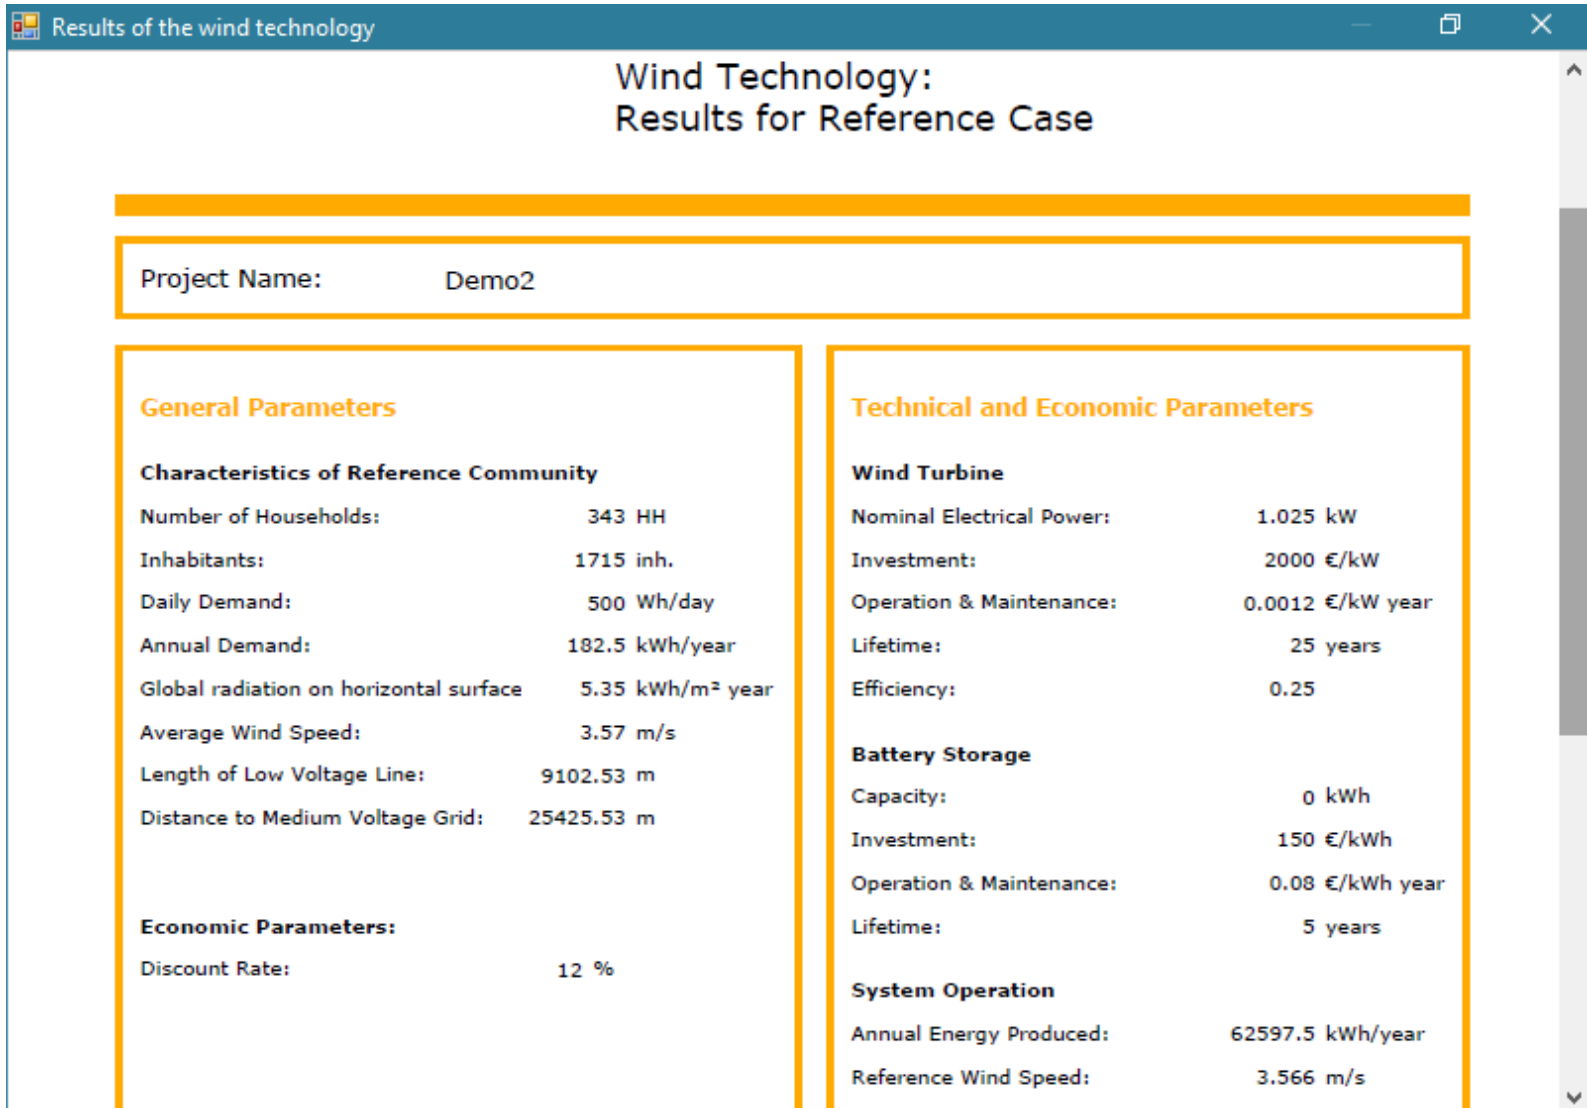 Results of the wind technology
Wind Technology:
Results for Reference Case
Project Name: Demo2
General Parameters
Characteristics of Reference Community
Number of Households: 343 HH
Inhabitants: 1715 inh.
Daily Demand: 500 Wh/day
Annual Demand: 182.5 kWh/year
Global radiation on horizontal surface 5.35 kWh/m² year
Average Wind Speed: 3.57 m/s
Length of Low Voltage Line: 9102.53 m
Distance to Medium Voltage Grid: 25425.53 m
Economic Parameters:
Discount Rate: 12 %
Technical and Economic Parameters
Wind Turbine
Nominal Electrical Power: 1.025 kW
Investment: 2000 €/kW
Operation & Maintenance: 0.0012 €/kW year
Lifetime: 25 years
Efficiency: 0.25
Battery Storage
Capacity: 0 kWh
Investment: 150 €/kWh
Operation & Maintenance: 0.08 €/kWh year
Lifetime: 5 years
System Operation
Annual Energy Produced: 62597.5 kWh/year
Reference Wind Speed: 3.566 m/s